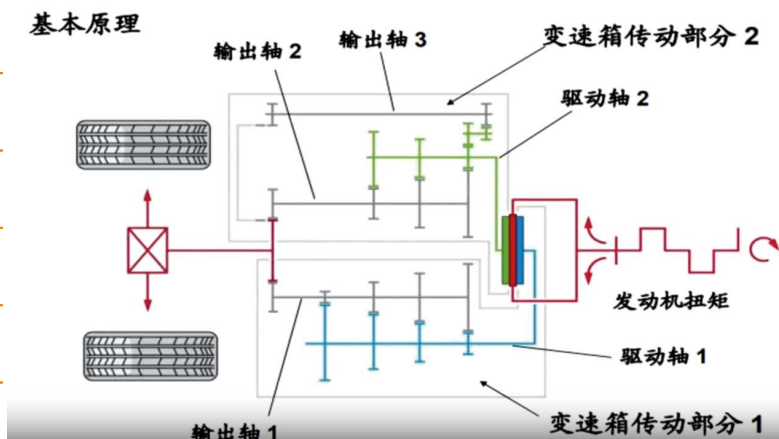 基本原理
输出轴 2
输出轴 3
变速箱传动部分 2
驱动轴 2
发动机扭矩
驱动轴 1
输出轴 1
变速箱传动部分 1